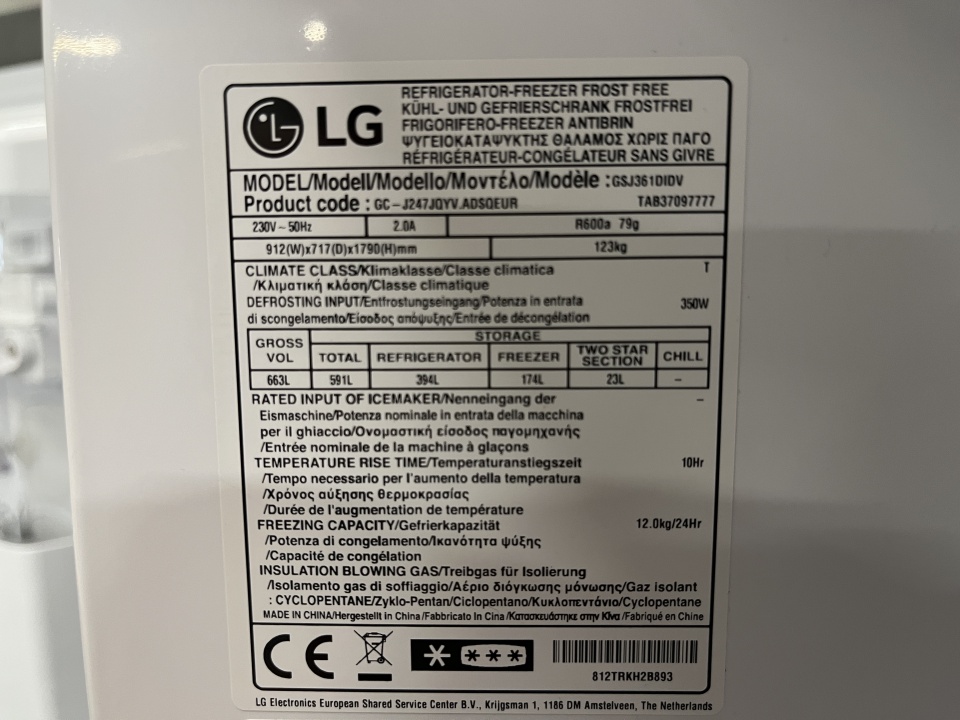 LG
REFRIGERATOR-FREEZER FROST FREE
KÜHL- UND GEFRIERSCHRANK FROSTFREI
FRIGORIFERO-FREEZER ANTIBRIN
ΨΥΓΕΙΟΚΑΤΑΨΥΚΤΗΣ ΘΑΛΑΜΟΣ ΧΩΡΙΣ ΠΑΓΟ
RÉFRIGÉRATEUR-CONGÉLATEUR SANS GIVRE
MODEL/Modell/Modello/Μοντέλο/Modèle : GSJ361DIDV
Product code : GC-J247JQYV.ADSQEUR TAB37097777
230V~50Hz 2.0A R600a 79g
912(W)x717(D)x1790(H)mm 123kg
CLIMATE CLASS/Klimaklasse/Classe climatica T
/Κλιματική κλάση/Classe climatique
DEFROSTING INPUT/Entfrostungseingang/Potenza in entrata 350W
di scongelamento/Είσοδος απόψυξης/Entrée de décongélation
GROSS VOL STORAGE
TOTAL REFRIGERATOR FREEZER TWO STAR SECTION CHILL
663L 591L 394L 174L 23L –
RATED INPUT OF ICEMAKER/Nenneingang der –
Eismaschine/Potenza nominale in entrata della macchina
per il ghiaccio/Ονομαστική είσοδος παγομηχανής
/Entrée nominale de la machine à glaçons
TEMPERATURE RISE TIME/Temperaturanstiegszeit 10Hr
/Tempo necessario per l'aumento della temperatura
/Χρόνος αύξησης θερμοκρασίας
/Durée de l'augmentation de température
FREEZING CAPACITY/Gefrierkapazität 12.0kg/24Hr
/Potenza di congelamento/Ικανότητα ψύξης
/Capacité de congélation
INSULATION BLOWING GAS/Treibgas für Isolierung
/Isolamento gas di soffiaggio/Αέριο διόγκωσης μόνωσης/Gaz isolant
: CYCLOPENTANE/Zyklo-Pentan/Ciclopentano/Κυκλοπεντάνιο/Cyclopentane
MADE IN CHINA/Hergestellt in China/Fabbricato In Cina/Κατασκευάστηκε στην Κίνα/Fabriqué en Chine
CE
812TRKH2B893
LG Electronics European Shared Service Center B.V., Krijgsman 1, 1186 DM Amstelveen, The Netherlands